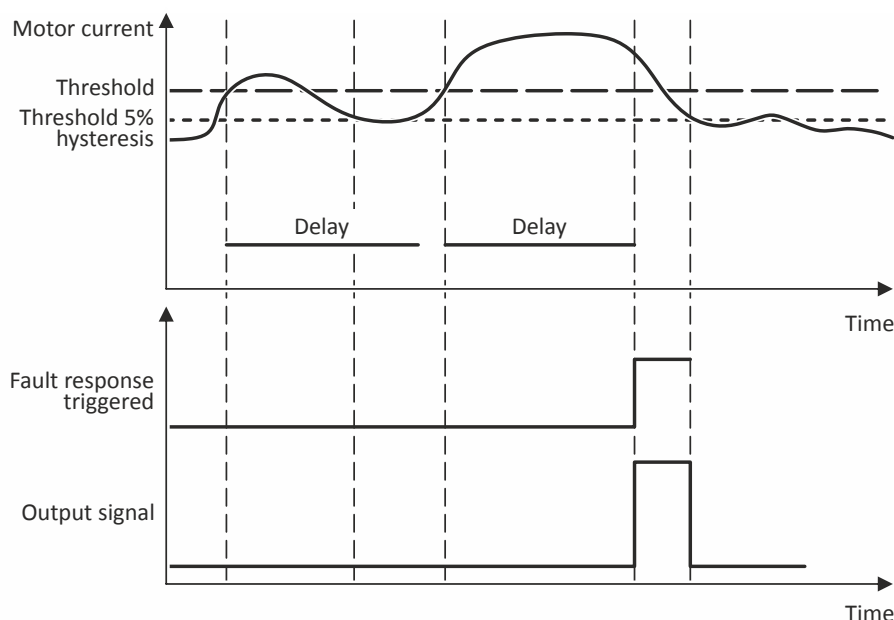 Motor current
Threshold
Threshold 5%
hysteresis
Delay
Delay
Time
Fault response
triggered
Output signal
Time